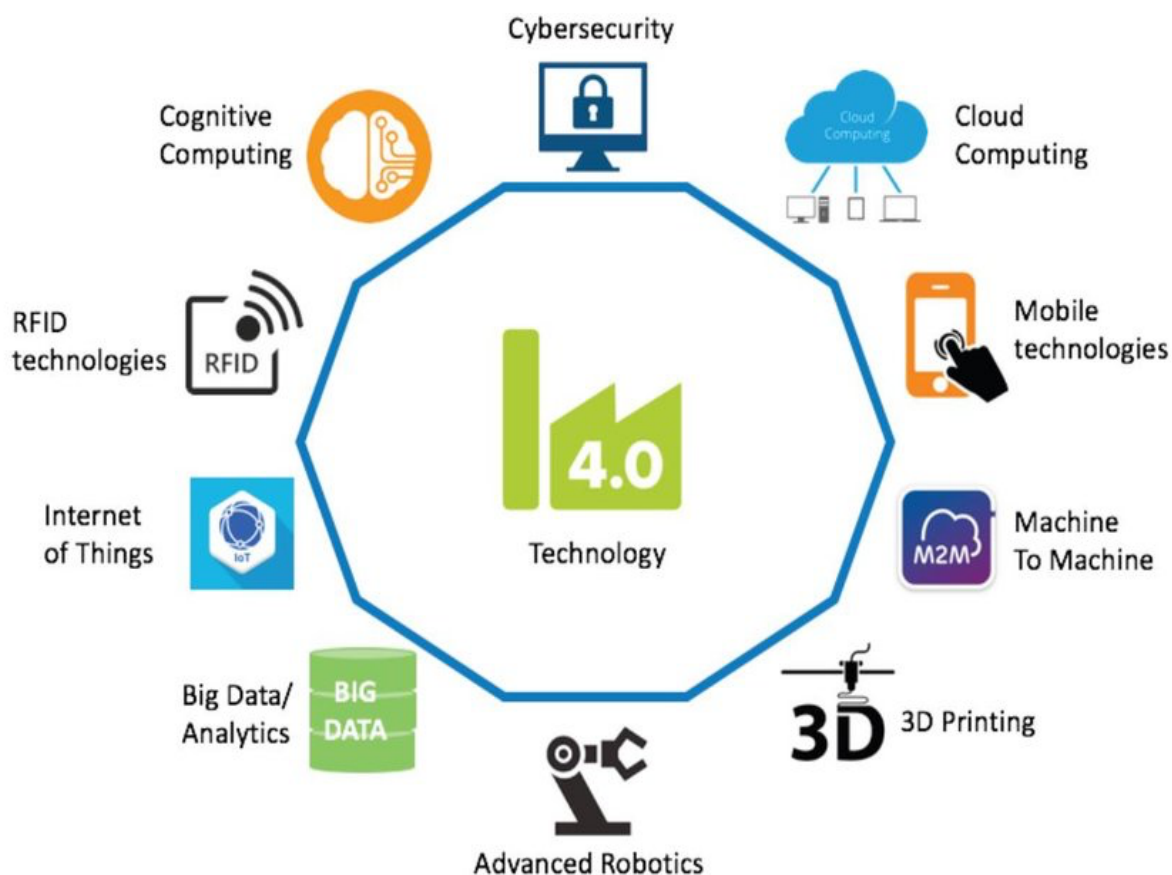 Cybersecurity
Cognitive
Computing
Cloud
Computing
Cloud
Computing
RFID
technologies
RFID
Mobile
technologies
4.0
Technology
Internet
of Things
IoT
M2M
Machine
To Machine
Big Data/
Analytics
BIG
DATA
3D
3D Printing
Advanced Robotics